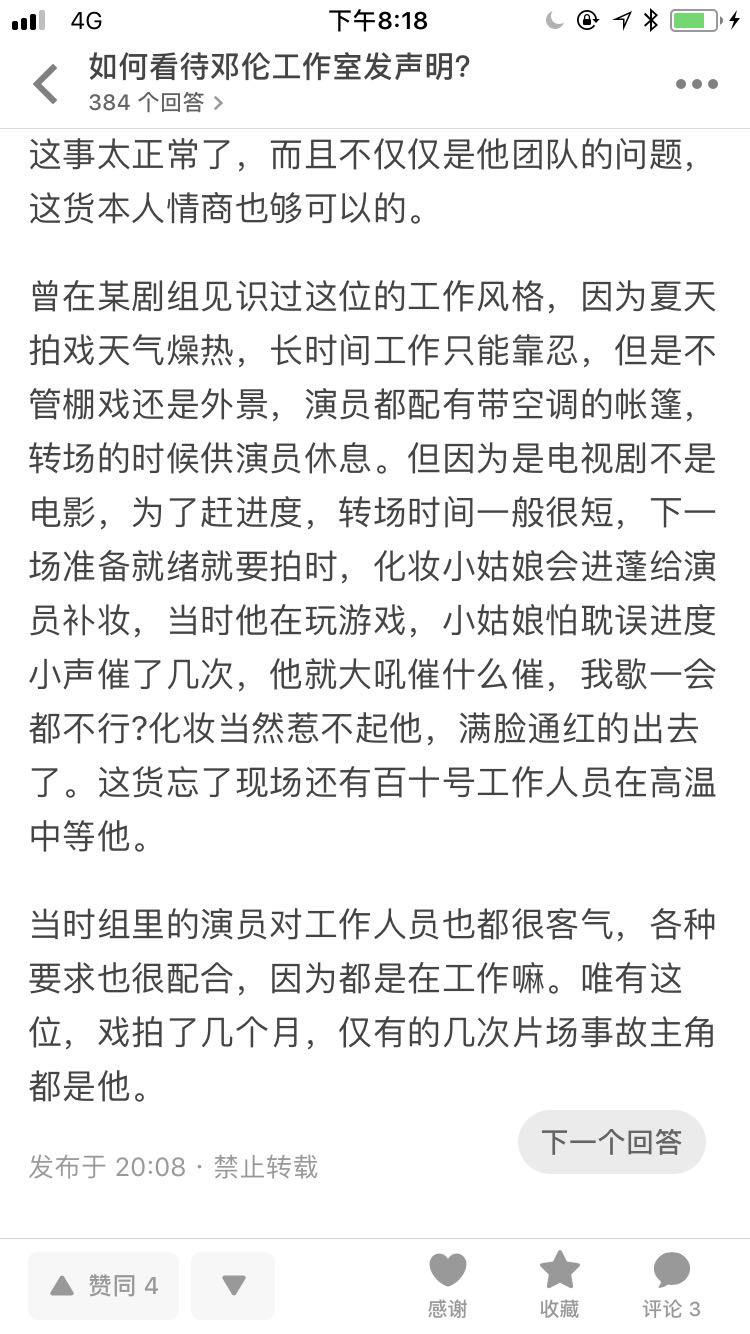 4G 下午8:18
如何看待邓伦工作室发声明?
384 个回答
这事太正常了，而且不仅仅是他团队的问题，
这货本人情商也够可以的。
曾在某剧组见识过这位的工作风格，因为夏天
拍戏天气燥热，长时间工作只能靠忍，但是不
管棚戏还是外景，演员都配有带空调的帐篷，
转场的时候供演员休息。但因为是电视剧不是
电影，为了赶进度，转场时间一般很短，下一
场准备就绪就要拍时，化妆小姑娘会进蓬给演
员补妆，当时他在玩游戏，小姑娘怕耽误进度
小声催了几次，他就大吼催什么催，我歇一会
都不行?化妆当然惹不起他，满脸通红的出去
了。这货忘了现场还有百十号工作人员在高温
中等他。
当时组里的演员对工作人员也都很客气，各种
要求也很配合，因为都是在工作嘛。唯有这
位，戏拍了几个月，仅有的几次片场事故主角
都是他。
下一个回答
发布于 20:08 · 禁止转载
赞同 4
感谢 收藏 评论 3